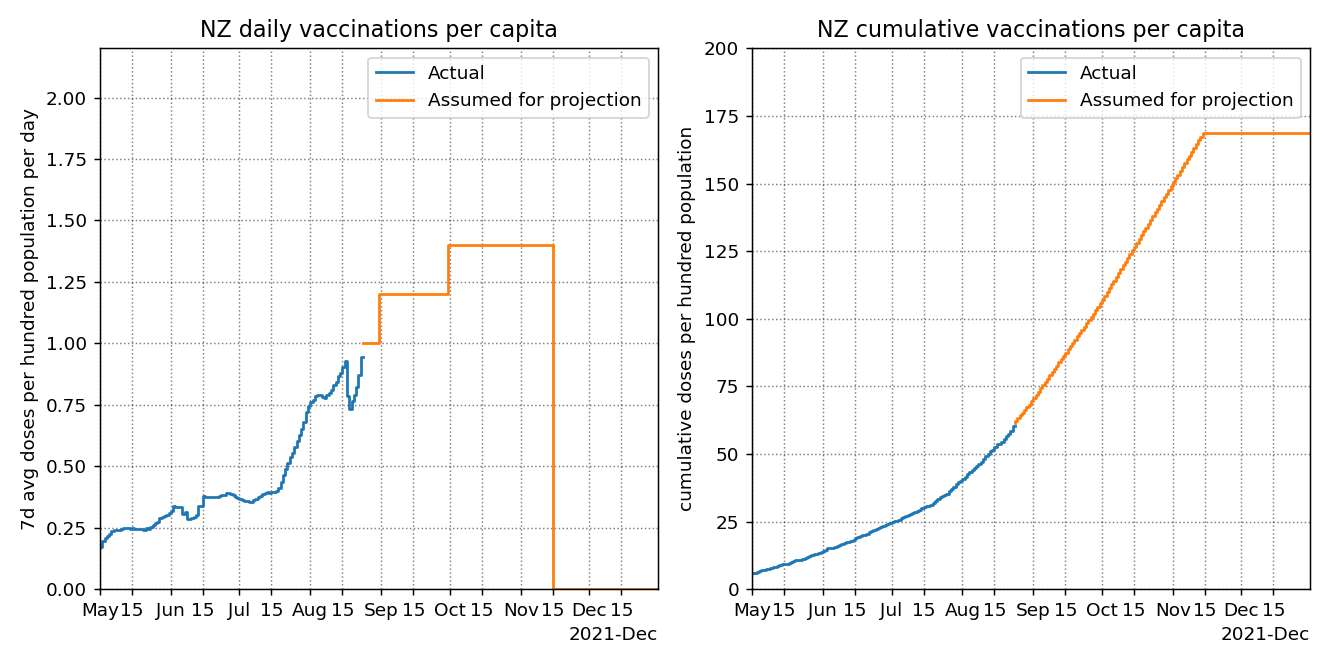 NZ daily vaccinations per capita
Actual
Assumed for projection
7d avg doses per hundred population per day
2.00
1.75
1.50
1.25
1.00
0.75
0.50
0.25
0.00
May 15 Jun 15 Jul 15 Aug 15 Sep 15 Oct 15 Nov 15 Dec 15
2021-Dec
NZ cumulative vaccinations per capita
Actual
Assumed for projection
cumulative doses per hundred population
200
175
150
125
100
75
50
25
0
May 15 Jun 15 Jul 15 Aug 15 Sep 15 Oct 15 Nov 15 Dec 15
2021-Dec